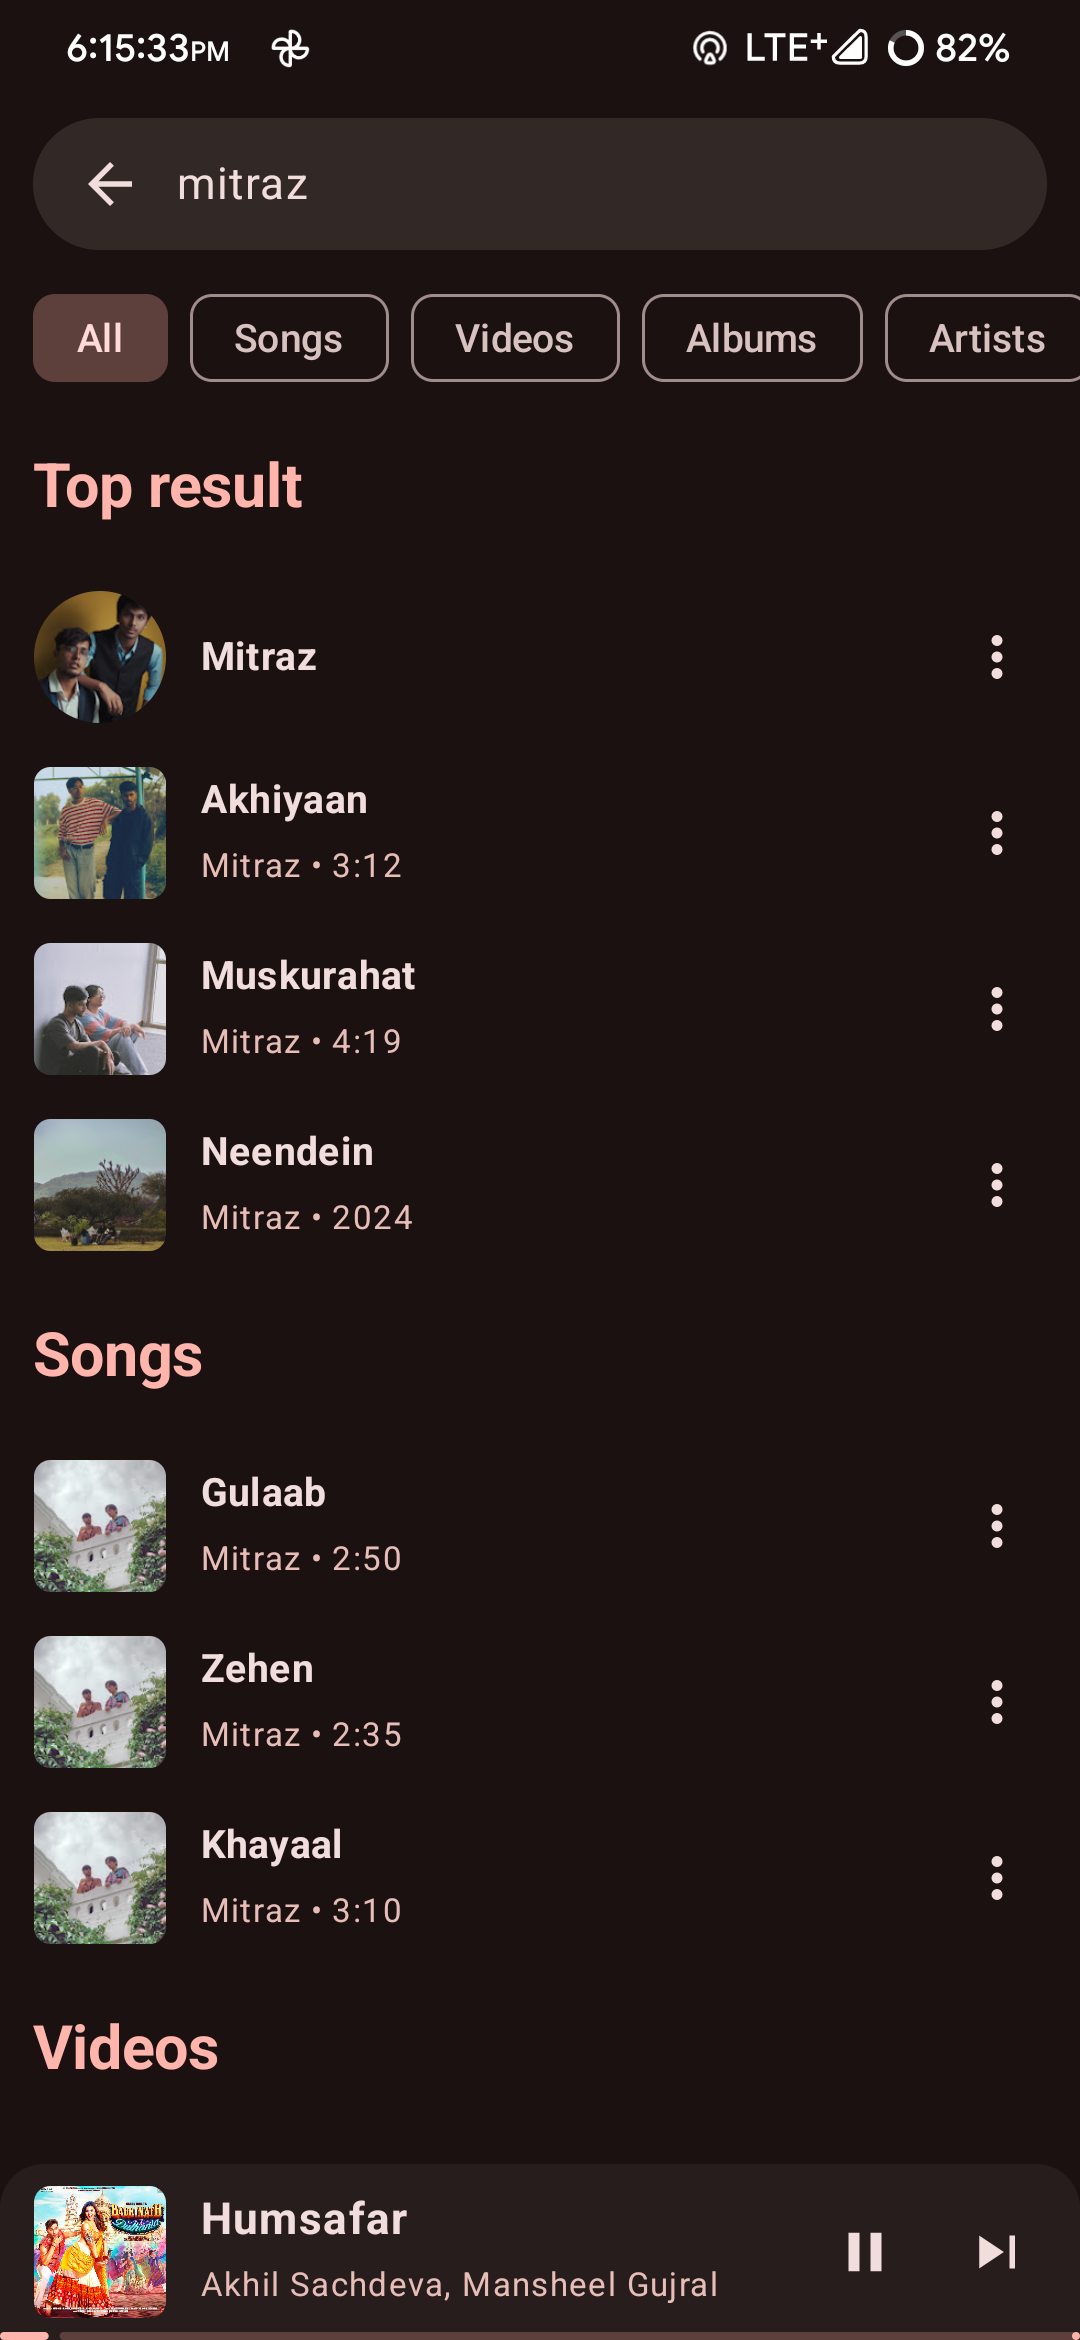 6:15:33PM
LTE+ 82%
mitraz
All Songs Videos Albums Artists
Top result
Mitraz
Akhiyaan
Mitraz • 3:12
Muskurahat
Mitraz • 4:19
Neendein
Mitraz • 2024
Songs
Gulaab
Mitraz • 2:50
Zehen
Mitraz • 2:35
Khayaal
Mitraz • 3:10
Videos
Humsafar
Akhil Sachdeva, Mansheel Gujral